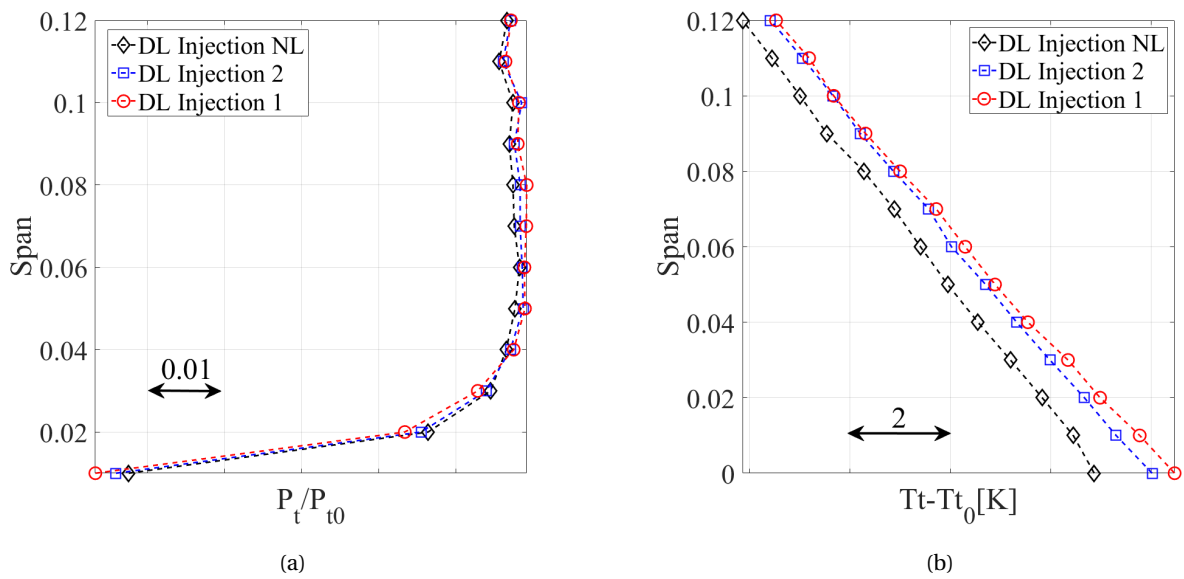 0.12
0.1
0.08
0.06
0.04
0.02
Span
DL Injection NL
DL Injection 2
DL Injection 1
0.01
P_t/P_t0
(a)
0.12
0.1
0.08
0.06
0.04
0.02
0
Span
DL Injection NL
DL Injection 2
DL Injection 1
2
Tt-Tt_0[K]
(b)